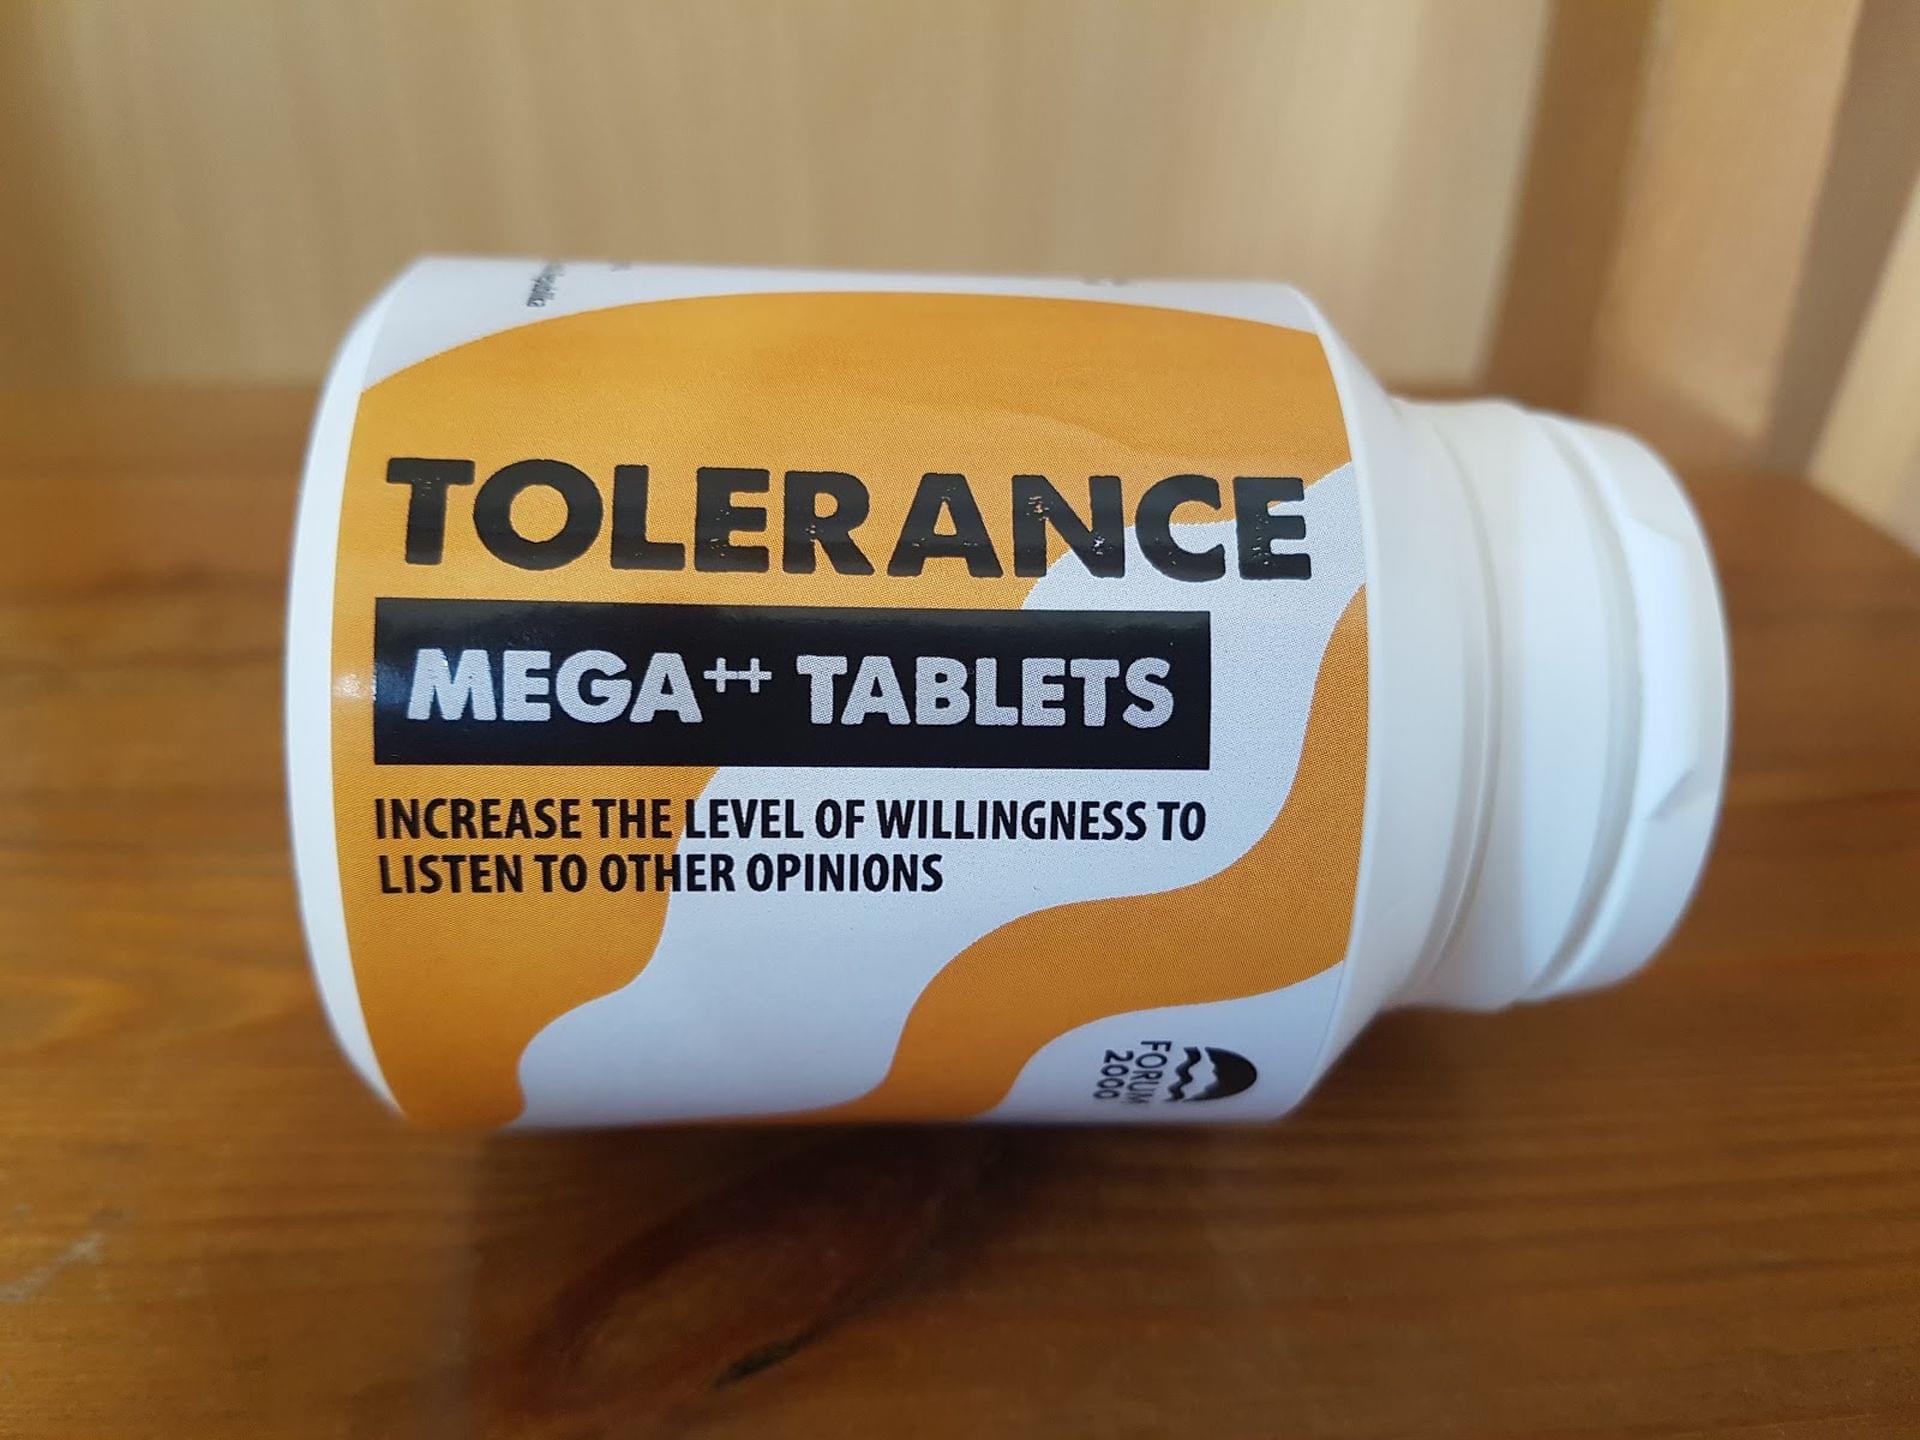 TOLERANCE
MEGA++ TABLETS
INCREASE THE LEVEL OF WILLINGNESS TO
LISTEN TO OTHER OPINIONS
FORUM
2000